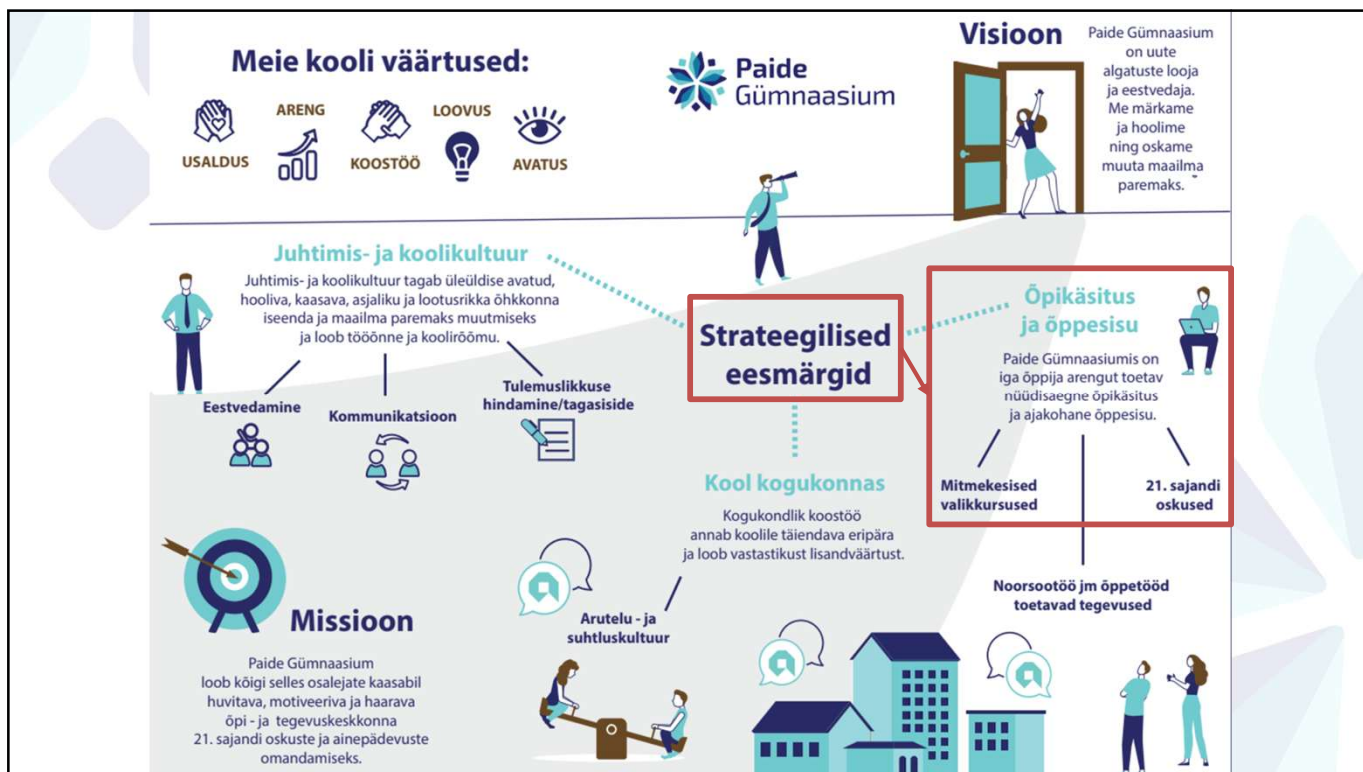 Meie kooli väärtused:
USALDUS
ARENG
KOOSTÖÖ
LOOVUS
AVATUS
Paide
Gümnaasium
Visioon
Paide Gümnaasium
on uute
algatuste looja
ja eestvedaja.
Me märkame
ja hoolime
ning oskame
muuta maailma
paremaks.
Juhtimis- ja koolikultuur
Juhtimis- ja koolikultuur tagab üleüldise avatud,
hooliva, kaasava, asjaliku ja lootusrikka õhkkonna
iseenda ja maailma paremaks muutmiseks
ja loob tööõnne ja koolirõõmu.
Eestvedamine
Kommunikatsioon
Tulemuslikkuse
hindamine/tagasiside
Strateegilised
eesmärgid
Õpikäsitus
ja õppesisu
Paide Gümnaasiumis on
iga õppija arengut toetav
nüüdisaegne õpikäsitus
ja ajakohane õppesisu.
Mitmekesised
valikkursused
21. sajandi
oskused
Noorsootöö jm õppetööd
toetavad tegevused
Kool kogukonnas
Kogukondlik koostöö
annab koolile täiendava eripära
ja loob vastastikust lisandväärtust.
Arutelu - ja
suhtluskultuur
Missioon
Paide Gümnaasium
loob kõigi selles osalejate kaasabil
huvitava, motiveeriva ja haarava
õpi - ja tegevuskeskkonna
21. sajandi oskuste ja ainepädevuste
omandamiseks.